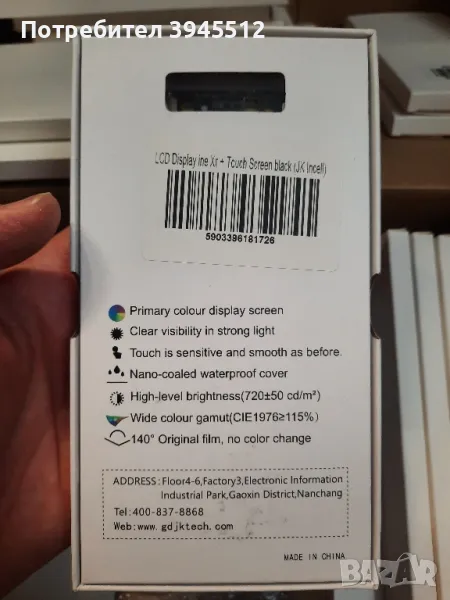 Потребител 3945512
LCD Display ine Xr + Touch Screen black (JK Incell)
5903396181726
Primary colour display screen
Clear visibility in strong light
Touch is sensitive and smooth as before.
Nano-coaled waterproof cover
High-level brightness(720±50 cd/m²)
Wide colour gamut(CIE1976≥115%)
140° Original film, no color change
ADDRESS: Floor4-6,Factory3,Electronic Information
Industrial Park,Gaoxin District,Nanchang
Tel:400-837-8868
Web:www.gdjktech.com
MADE IN CHINA
BAZAR